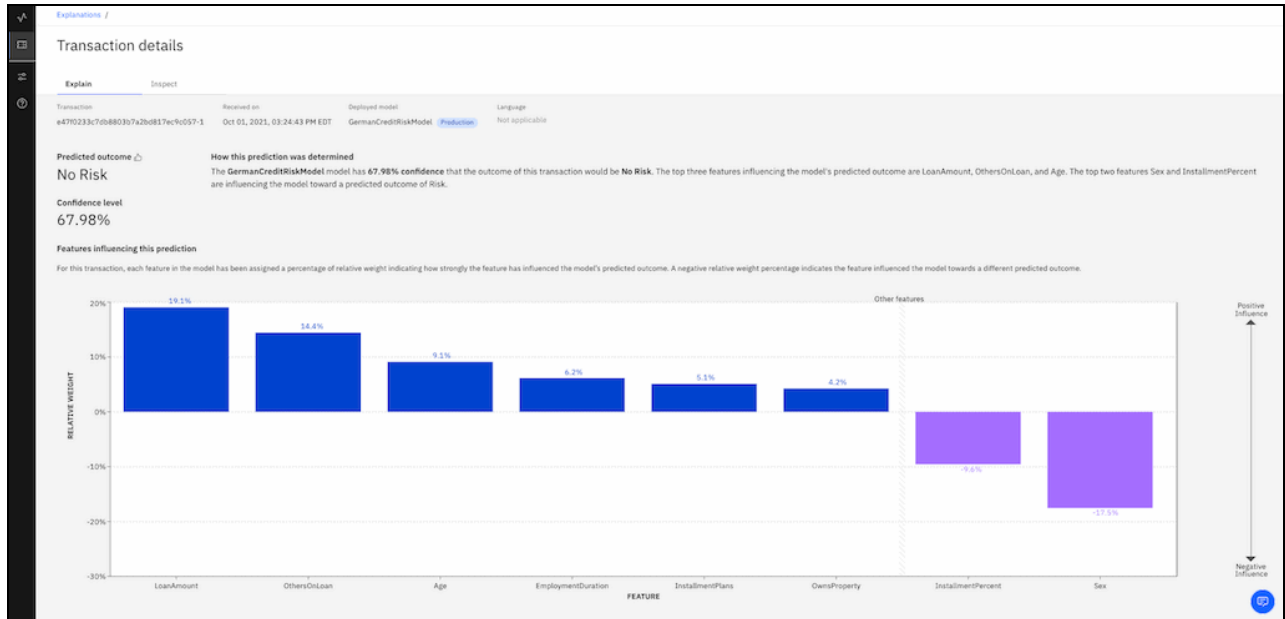 Explanations /
Transaction details
Explain Inspect
Transaction Received on Deployed model Language
e47f0233c7db8803b7a2bd817ec9c057-1 Oct 01, 2021, 03:24:43 PM EDT GermanCreditRiskModel Production Not applicable
Predicted outcome How this prediction was determined
No Risk The GermanCreditRiskModel model has 67.98% confidence that the outcome of this transaction would be No Risk. The top three features influencing the model's predicted outcome are LoanAmount, OthersOnLoan, and Age. The top two features Sex and InstallmentPercent
are influencing the model toward a predicted outcome of Risk.
Confidence level
67.98%
Features influencing this prediction
For this transaction, each feature in the model has been assigned a percentage of relative weight indicating how strongly the feature has influenced the model's predicted outcome. A negative relative weight percentage indicates the feature influenced the model towards a different predicted outcome.
Other features
Positive
Influence
20%
10%
0%
-10%
-20%
-30%
RELATIVE WEIGHT
19.1%
14.4%
9.1%
6.2%
5.1%
4.2%
-9.6%
-17.5%
LoanAmount OthersOnLoan Age EmploymentDuration InstallmentPlans OwnsProperty InstallmentPercent Sex
FEATURE
Negative
Influence